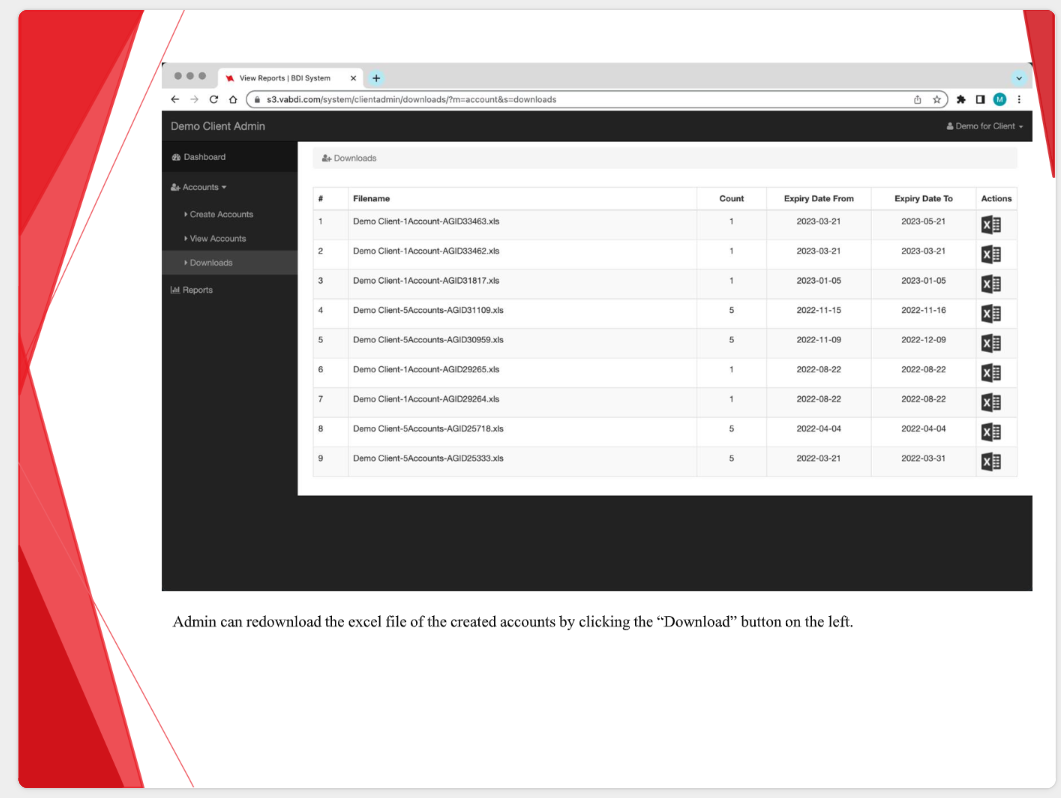 View Reports | BDI System
s3.vabdi.com/system/clientadmin/downloads/?m=account&s=downloads
M
Demo Client Admin
Demo for Client
Dashboard
Accounts
Create Accounts
View Accounts
Downloads
Reports
Downloads
# Filename Count Expiry Date From Expiry Date To Actions
1 Demo Client-1Account-AGID33463.xls 1 2023-03-21 2023-05-21
2 Demo Client-1Account-AGID33462.xls 1 2023-03-21 2023-03-21
3 Demo Client-1Account-AGID31817.xls 1 2023-01-05 2023-01-05
4 Demo Client-5Accounts-AGID31109.xls 5 2022-11-15 2022-11-16
5 Demo Client-5Accounts-AGID30959.xls 5 2022-11-09 2022-12-09
6 Demo Client-1Account-AGID29265.xls 1 2022-08-22 2022-08-22
7 Demo Client-1Account-AGID29264.xls 1 2022-08-22 2022-08-22
8 Demo Client-5Accounts-AGID25718.xls 5 2022-04-04 2022-04-04
9 Demo Client-5Accounts-AGID25333.xls 5 2022-03-21 2022-03-31
Admin can redownload the excel file of the created accounts by clicking the “Download” button on the left.